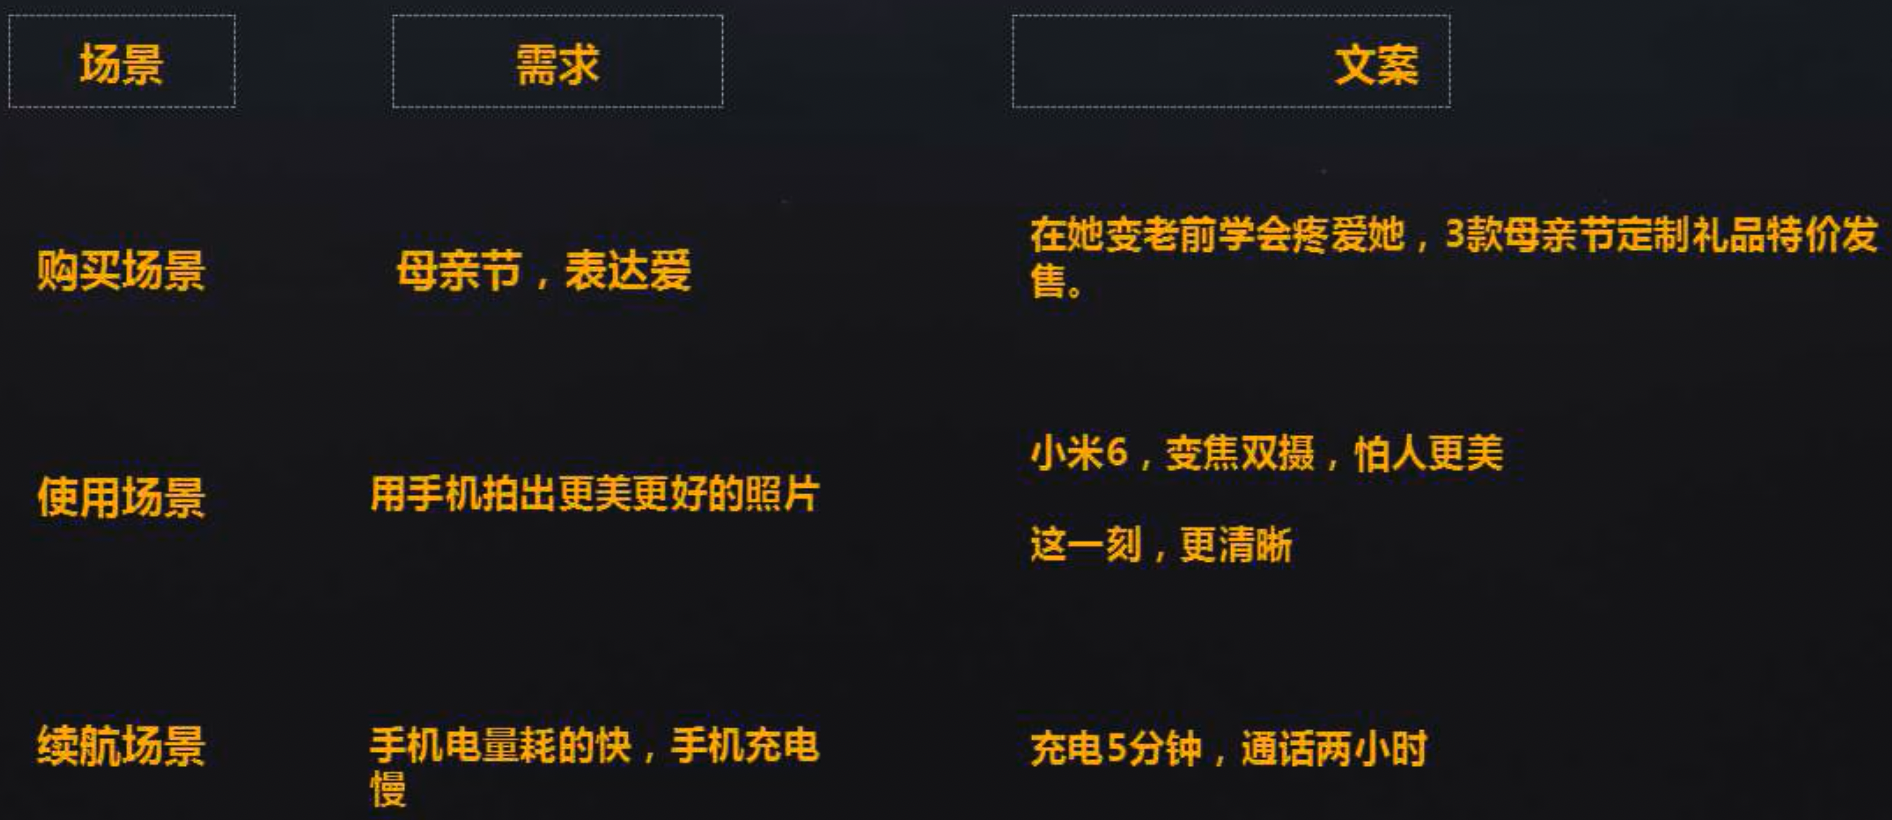 场景 需求 文案
购买场景 母亲节，表达爱 在她变老前学会疼爱她，3款母亲节定制礼品特价发
售。
使用场景 用手机拍出更美更好的照片 小米6，变焦双摄，怕人更美
这一刻，更清晰
续航场景 手机电量耗的快，手机充电 充电5分钟，通话两小时
慢